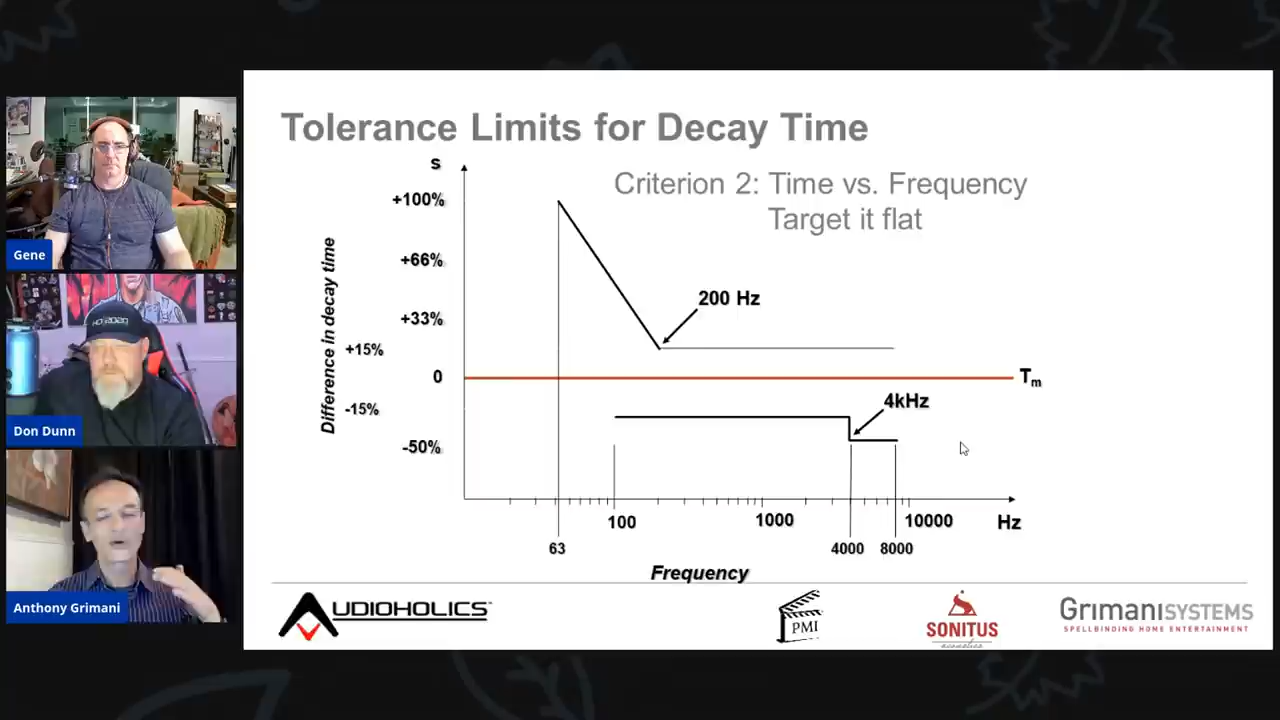 Tolerance Limits for Decay Time
Criterion 2: Time vs. Frequency
Target it flat
s
+100%
+66%
+33%
+15%
0
-15%
-50%
Difference in decay time
200 Hz
Tm
4kHz
100
1000
10000
Hz
63
4000
8000
Frequency
Gene
Don Dunn
Anthony Grimani
AUDIOHOLICS
PMI
SONITUS
acoustics
GRIMANISYSTEMS
SPELLBINDING HOME ENTERTAINMENT